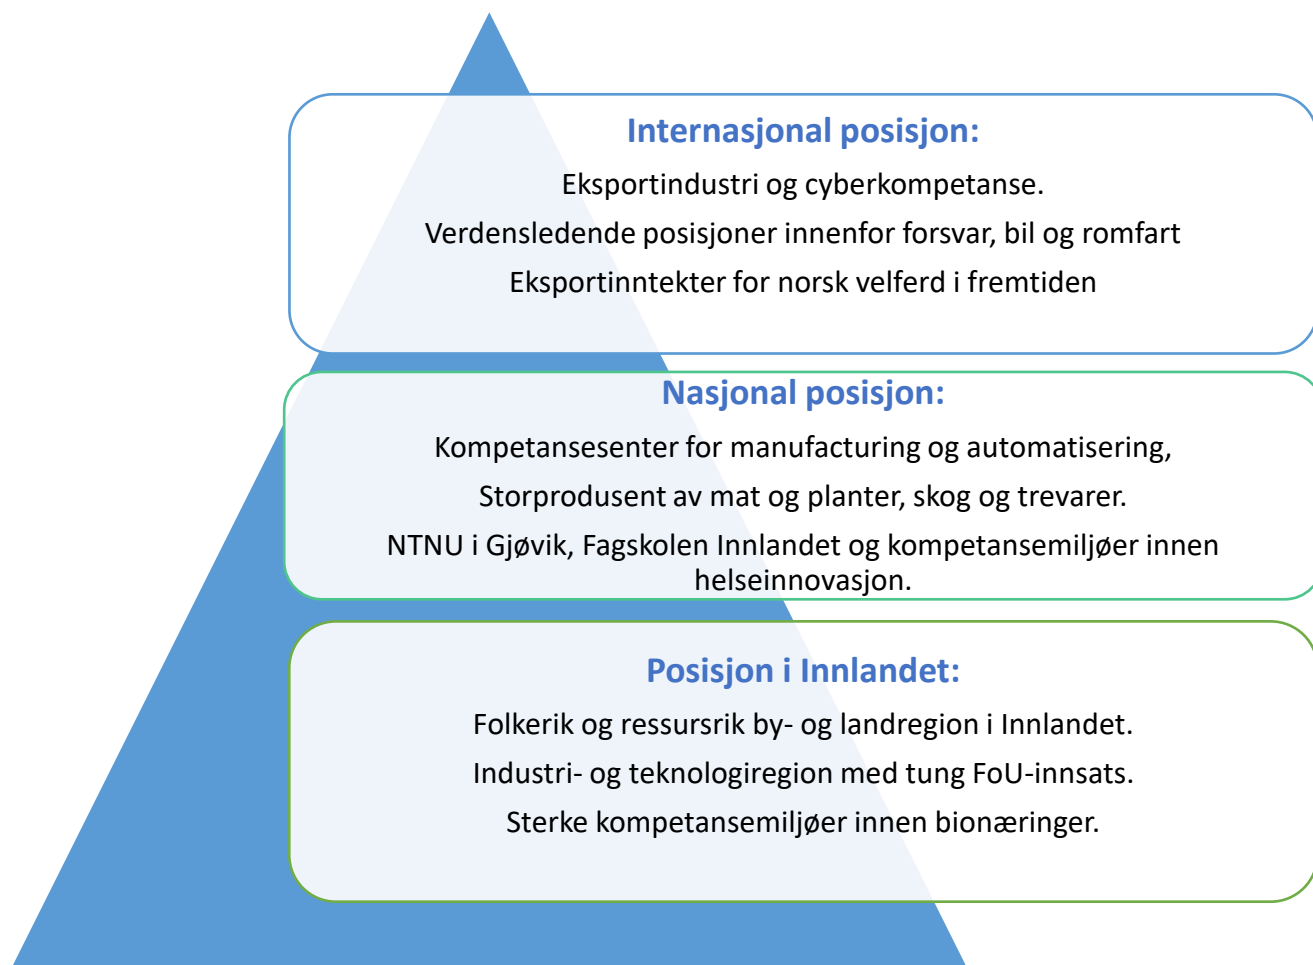 Internasjonal posisjon:
Eksportindustri og cyberkompetanse.
Verdensledende posisjoner innenfor forsvar, bil og romfart
Eksportinntekter for norsk velferd i fremtiden
Nasjonal posisjon:
Kompetansesenter for manufacturing og automatisering,
Storprodusent av mat og planter, skog og trevarer.
NTNU i Gjøvik, Fagskolen Innlandet og kompetansemiljøer innen
helseinnovasjon.
Posisjon i Innlandet:
Folkerik og ressursrik by- og landregion i Innlandet.
Industri- og teknologiregion med tung FoU-innsats.
Sterke kompetansemiljøer innen bionæringer.